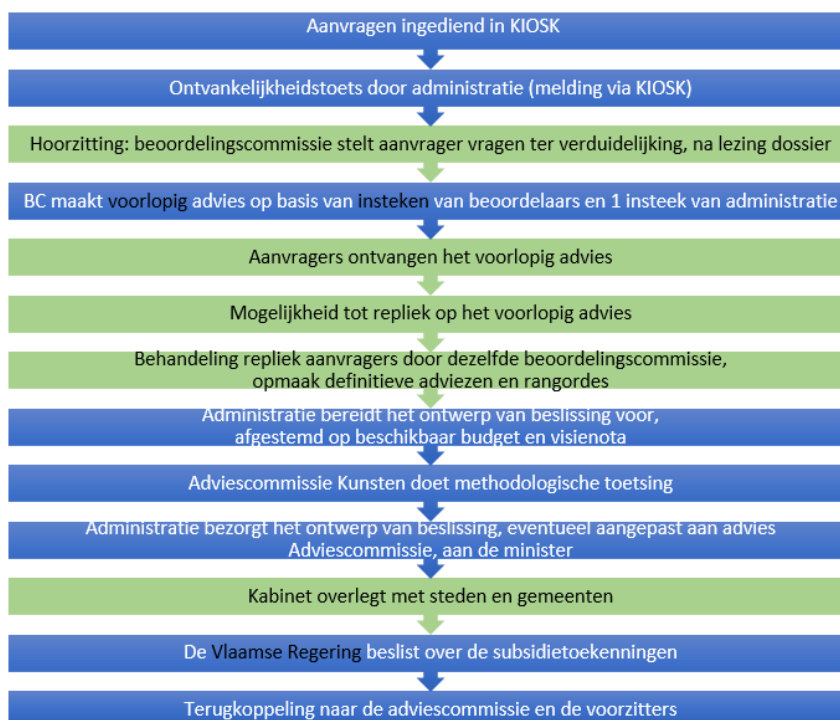 Aanvragen ingediend in KIOSK
Ontvankelijkheidstoets door administratie (melding via KIOSK)
Hoorzitting: beoordelingscommissie stelt aanvrager vragen ter verduidelijking, na lezing dossier
BC maakt voorlopig advies op basis van insteken van beoordelaars en 1 insteek van administratie
Aanvragers ontvangen het voorlopig advies
Mogelijkheid tot repliek op het voorlopig advies
Behandeling repliek aanvragers door dezelfde beoordelingscommissie,
opmaak definitieve adviezen en rangordes
Administratie bereidt het ontwerp van beslissing voor,
afgestemd op beschikbaar budget en visienota
Adviescommissie Kunsten doet methodologische toetsing
Administratie bezorgt het ontwerp van beslissing, eventueel aangepast aan advies
Adviescommissie, aan de minister
Kabinet overlegt met steden en gemeenten
De Vlaamse Regering beslist over de subsidietoekenningen
Terugkoppeling naar de adviescommissie en de voorzitters